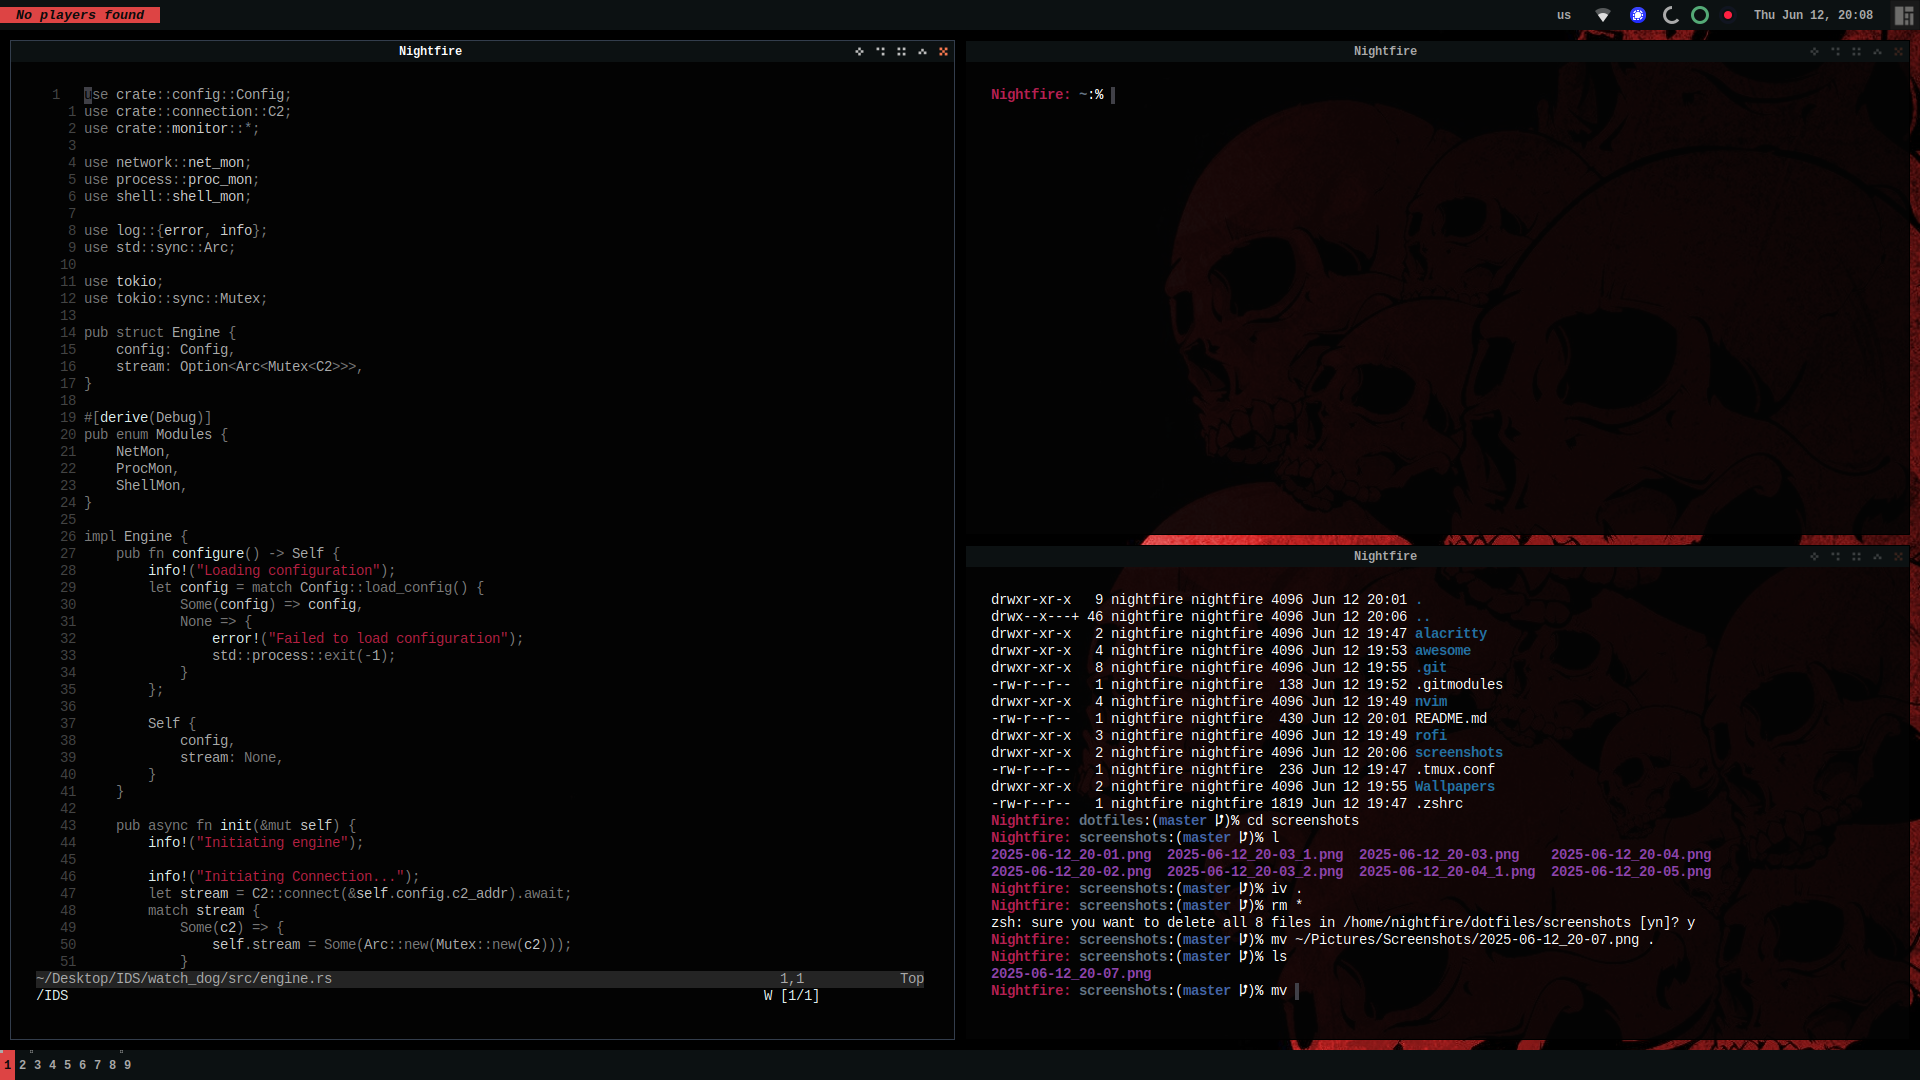 No players found
us
Thu Jun 12, 20:08
Nightfire
1 use crate::config::Config;
1 use crate::connection::C2;
2 use crate::monitor::*;
3
4 use network::net_mon;
5 use process::proc_mon;
6 use shell::shell_mon;
7
8 use log::{error, info};
9 use std::sync::Arc;
10
11 use tokio;
12 use tokio::sync::Mutex;
13
14 pub struct Engine {
15     config: Config,
16     stream: Option<Arc<Mutex<C2>>>,
17 }
18
19 #[derive(Debug)]
20 pub enum Modules {
21     NetMon,
22     ProcMon,
23     ShellMon,
24 }
25
26 impl Engine {
27     pub fn configure() -> Self {
28         info!("Loading configuration");
29         let config = match Config::load_config() {
30             Some(config) => config,
31             None => {
32                 error!("Failed to load configuration");
33                 std::process::exit(-1);
34             }
35         };
36
37         Self {
38             config,
39             stream: None,
40         }
41     }
42
43     pub async fn init(&mut self) {
44         info!("Initiating engine");
45
46         info!("Initiating Connection...");
47         let stream = C2::connect(&self.config.c2_addr).await;
48         match stream {
49             Some(c2) => {
50                 self.stream = Some(Arc::new(Mutex::new(c2)));
51             }
~/Desktop/IDS/watch_dog/src/engine.rs 1,1 Top
/IDS W [1/1]
Nightfire
Nightfire: ~:%
Nightfire
drwxr-xr-x   9 nightfire nightfire 4096 Jun 12 20:01 .
drwx--x---+ 46 nightfire nightfire 4096 Jun 12 20:06 ..
drwxr-xr-x   2 nightfire nightfire 4096 Jun 12 19:47 alacritty
drwxr-xr-x   4 nightfire nightfire 4096 Jun 12 19:53 awesome
drwxr-xr-x   8 nightfire nightfire 4096 Jun 12 19:55 .git
-rw-r--r--   1 nightfire nightfire  138 Jun 12 19:52 .gitmodules
drwxr-xr-x   4 nightfire nightfire 4096 Jun 12 19:49 nvim
-rw-r--r--   1 nightfire nightfire  430 Jun 12 20:01 README.md
drwxr-xr-x   3 nightfire nightfire 4096 Jun 12 19:49 rofi
drwxr-xr-x   2 nightfire nightfire 4096 Jun 12 20:06 screenshots
-rw-r--r--   1 nightfire nightfire  236 Jun 12 19:47 .tmux.conf
drwxr-xr-x   2 nightfire nightfire 4096 Jun 12 19:55 Wallpapers
-rw-r--r--   1 nightfire nightfire 1819 Jun 12 19:47 .zshrc
Nightfire: dotfiles:(master )% cd screenshots
Nightfire: screenshots:(master )% l
2025-06-12_20-01.png  2025-06-12_20-03_1.png  2025-06-12_20-03.png    2025-06-12_20-04.png
2025-06-12_20-02.png  2025-06-12_20-03_2.png  2025-06-12_20-04_1.png  2025-06-12_20-05.png
Nightfire: screenshots:(master )% iv .
Nightfire: screenshots:(master )% rm *
zsh: sure you want to delete all 8 files in /home/nightfire/dotfiles/screenshots [yn]? y
Nightfire: screenshots:(master )% mv ~/Pictures/Screenshots/2025-06-12_20-07.png .
Nightfire: screenshots:(master )% ls
2025-06-12_20-07.png
Nightfire: screenshots:(master )% mv
1 2 3 4 5 6 7 8 9